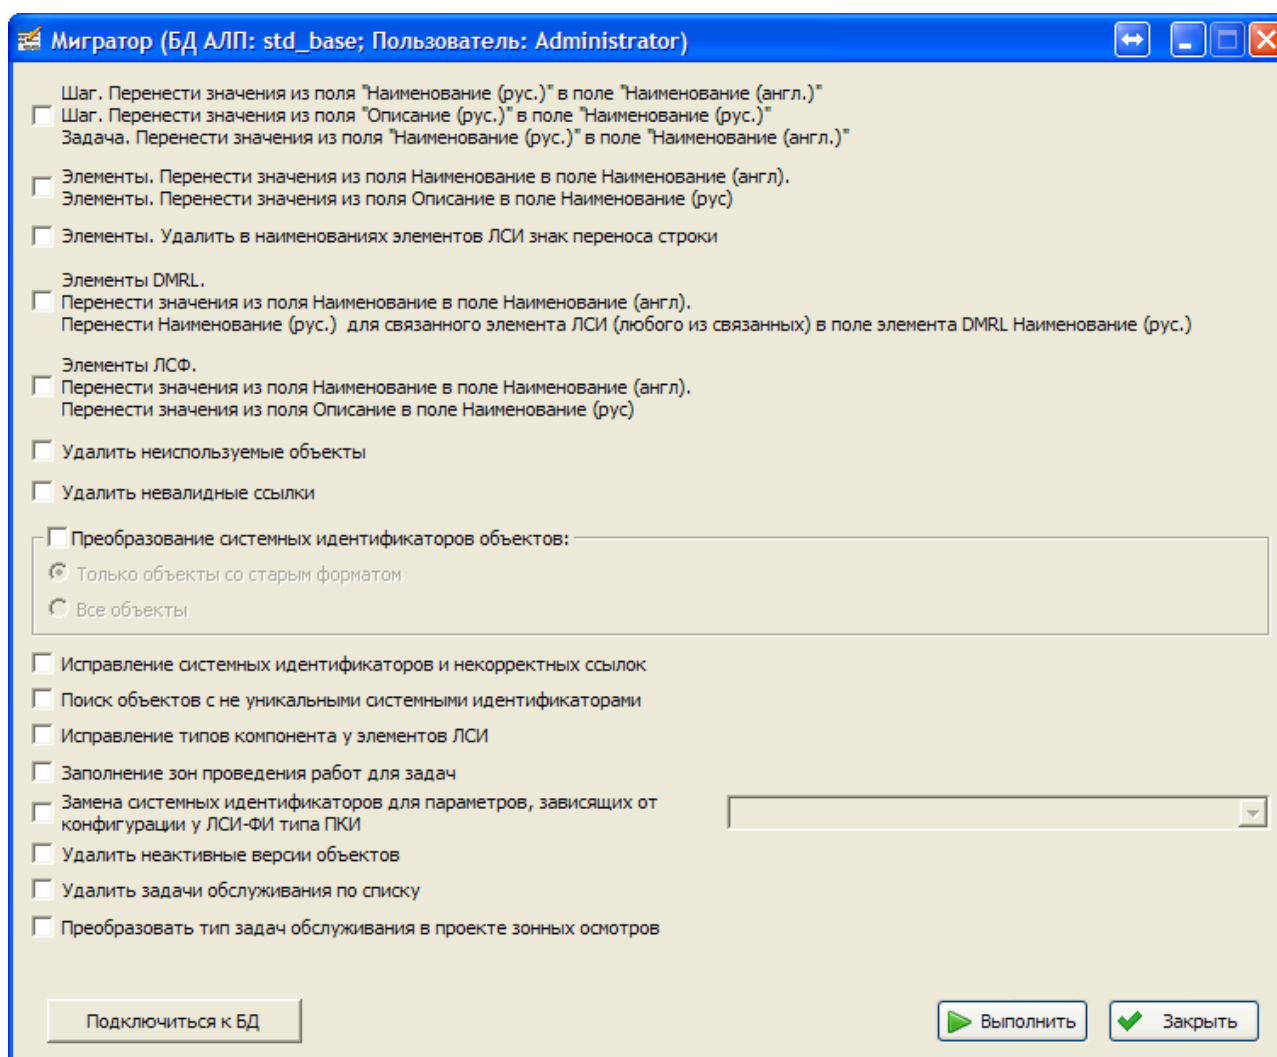 Мигратор (БД АЛП: std_base; Пользователь: Administrator)
Шаг. Перенести значения из поля "Наименование (рус.)" в поле "Наименование (англ.)"
Шаг. Перенести значения из поля "Описание (рус.)" в поле "Наименование (рус.)"
Задача. Перенести значения из поля "Наименование (рус.)" в поле "Наименование (англ.)"
Элементы. Перенести значения из поля Наименование в поле Наименование (англ).
Элементы. Перенести значения из поля Описание в поле Наименование (рус)
Элементы. Удалить в наименованиях элементов ЛСИ знак переноса строки
Элементы DMRL.
Перенести значения из поля Наименование в поле Наименование (англ).
Перенести Наименование (рус.) для связанного элемента ЛСИ (любого из связанных) в поле элемента DMRL Наименование (рус.)
Элементы ЛСФ.
Перенести значения из поля Наименование в поле Наименование (англ).
Перенести значения из поля Описание в поле Наименование (рус)
Удалить неиспользуемые объекты
Удалить невалидные ссылки
Преобразование системных идентификаторов объектов:
Только объекты со старым форматом
Все объекты
Исправление системных идентификаторов и некорректных ссылок
Поиск объектов с не уникальными системными идентификаторами
Исправление типов компонента у элементов ЛСИ
Заполнение зон проведения работ для задач
Замена системных идентификаторов для параметров, зависящих от
конфигурации у ЛСИ-ФИ типа ПКИ
Удалить неактивные версии объектов
Удалить задачи обслуживания по списку
Преобразовать тип задач обслуживания в проекте зонных осмотров
Подключиться к БД
Выполнить
Закрыть